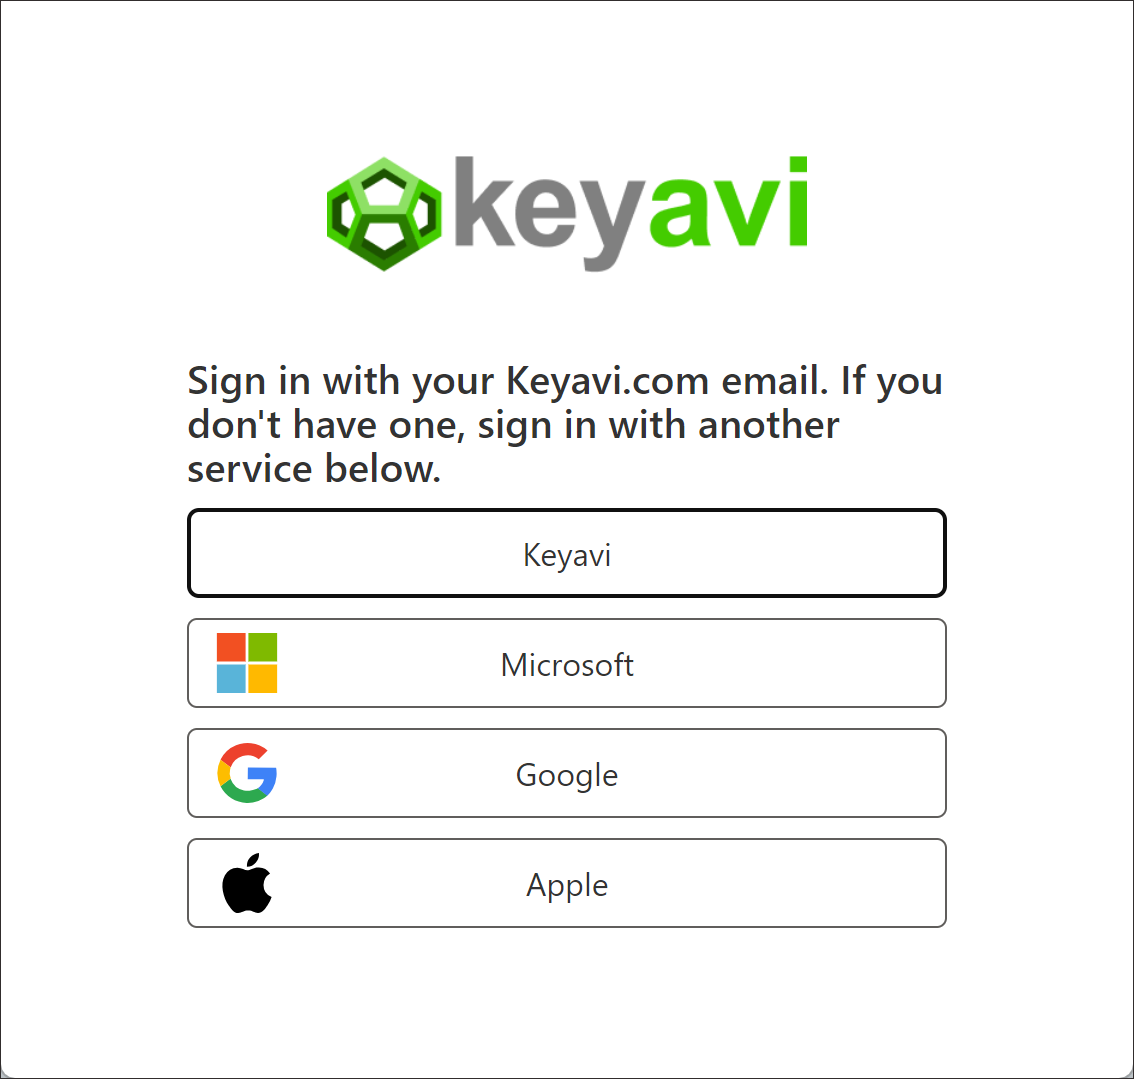 keyavi
Sign in with your Keyavi.com email. If you
don't have one, sign in with another
service below.
Keyavi
Microsoft
Google
Apple